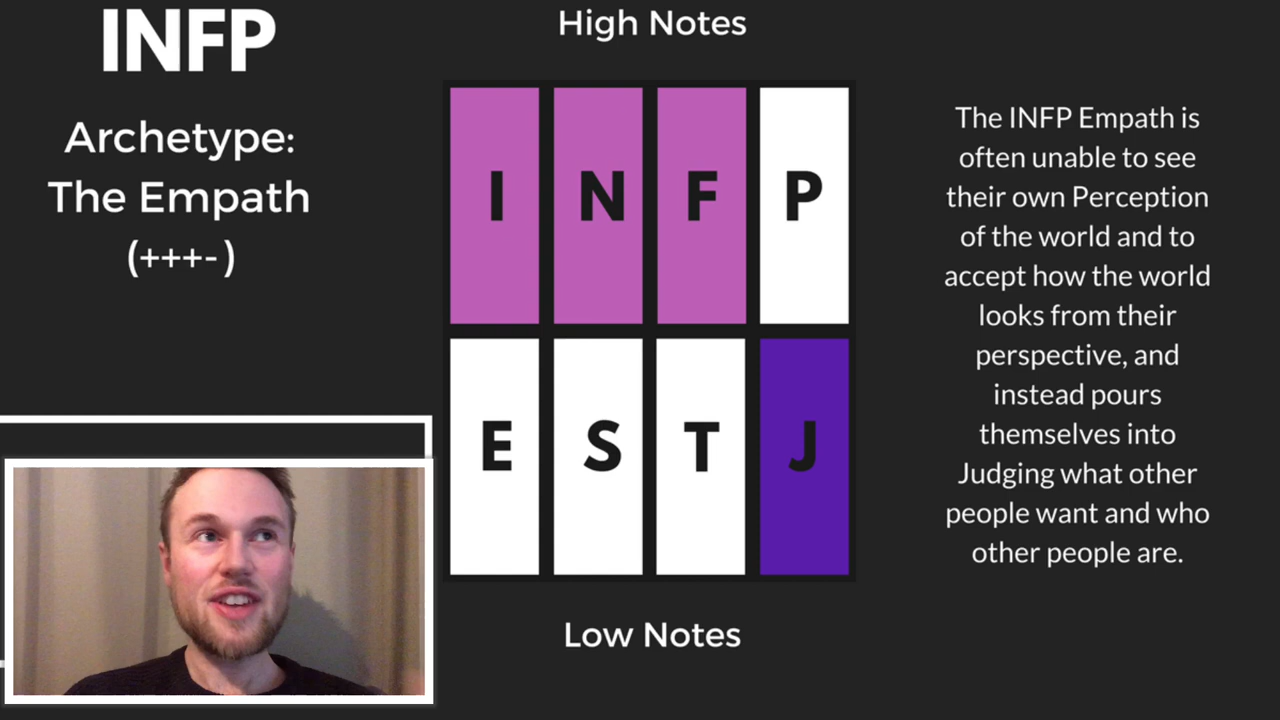 INFP
Archetype:
The Empath
(+++-)
High Notes
I N F P
E S T J
Low Notes
The INFP Empath is
often unable to see
their own Perception
of the world and to
accept how the world
looks from their
perspective, and
instead pours
themselves into
Judging what other
people want and who
other people are.